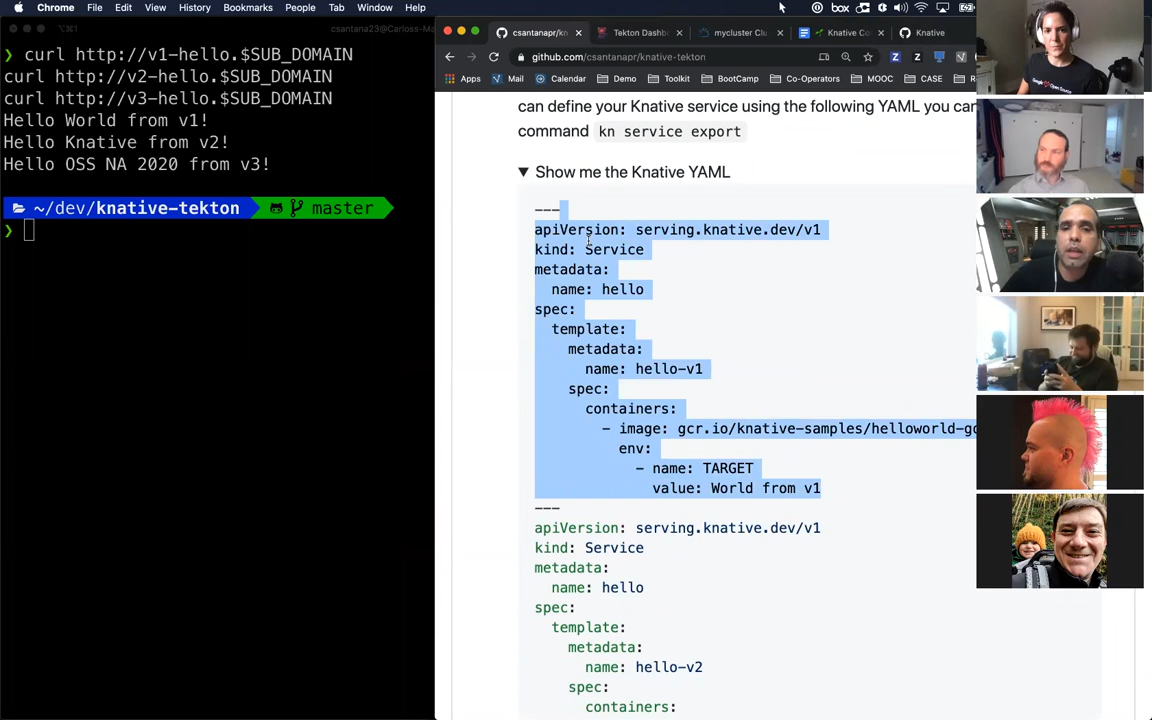 Chrome File Edit View History Bookmarks People Tab Window Help
box
csantana23@Carloss-Ma
❯ curl http://v1-hello.$SUB_DOMAIN
curl http://v2-hello.$SUB_DOMAIN
curl http://v3-hello.$SUB_DOMAIN
Hello World from v1!
Hello Knative from v2!
Hello OSS NA 2020 from v3!
~/dev/knative-tekton master
❯
csantanapr/kn
Tekton Dashb
mycluster Clu
Knative Co
Knative
github.com/csantanapr/knative-tekton
Apps Mail Calendar Demo Toolkit BootCamp Co-Operators MOOC CASE
can define your Knative service using the following YAML you can
command kn service export
▼ Show me the Knative YAML
---
apiVersion: serving.knative.dev/v1
kind: Service
metadata:
  name: hello
spec:
  template:
    metadata:
      name: hello-v1
    spec:
      containers:
        - image: gcr.io/knative-samples/helloworld-go
          env:
            - name: TARGET
              value: World from v1
---
apiVersion: serving.knative.dev/v1
kind: Service
metadata:
  name: hello
spec:
  template:
    metadata:
      name: hello-v2
    spec:
      containers: